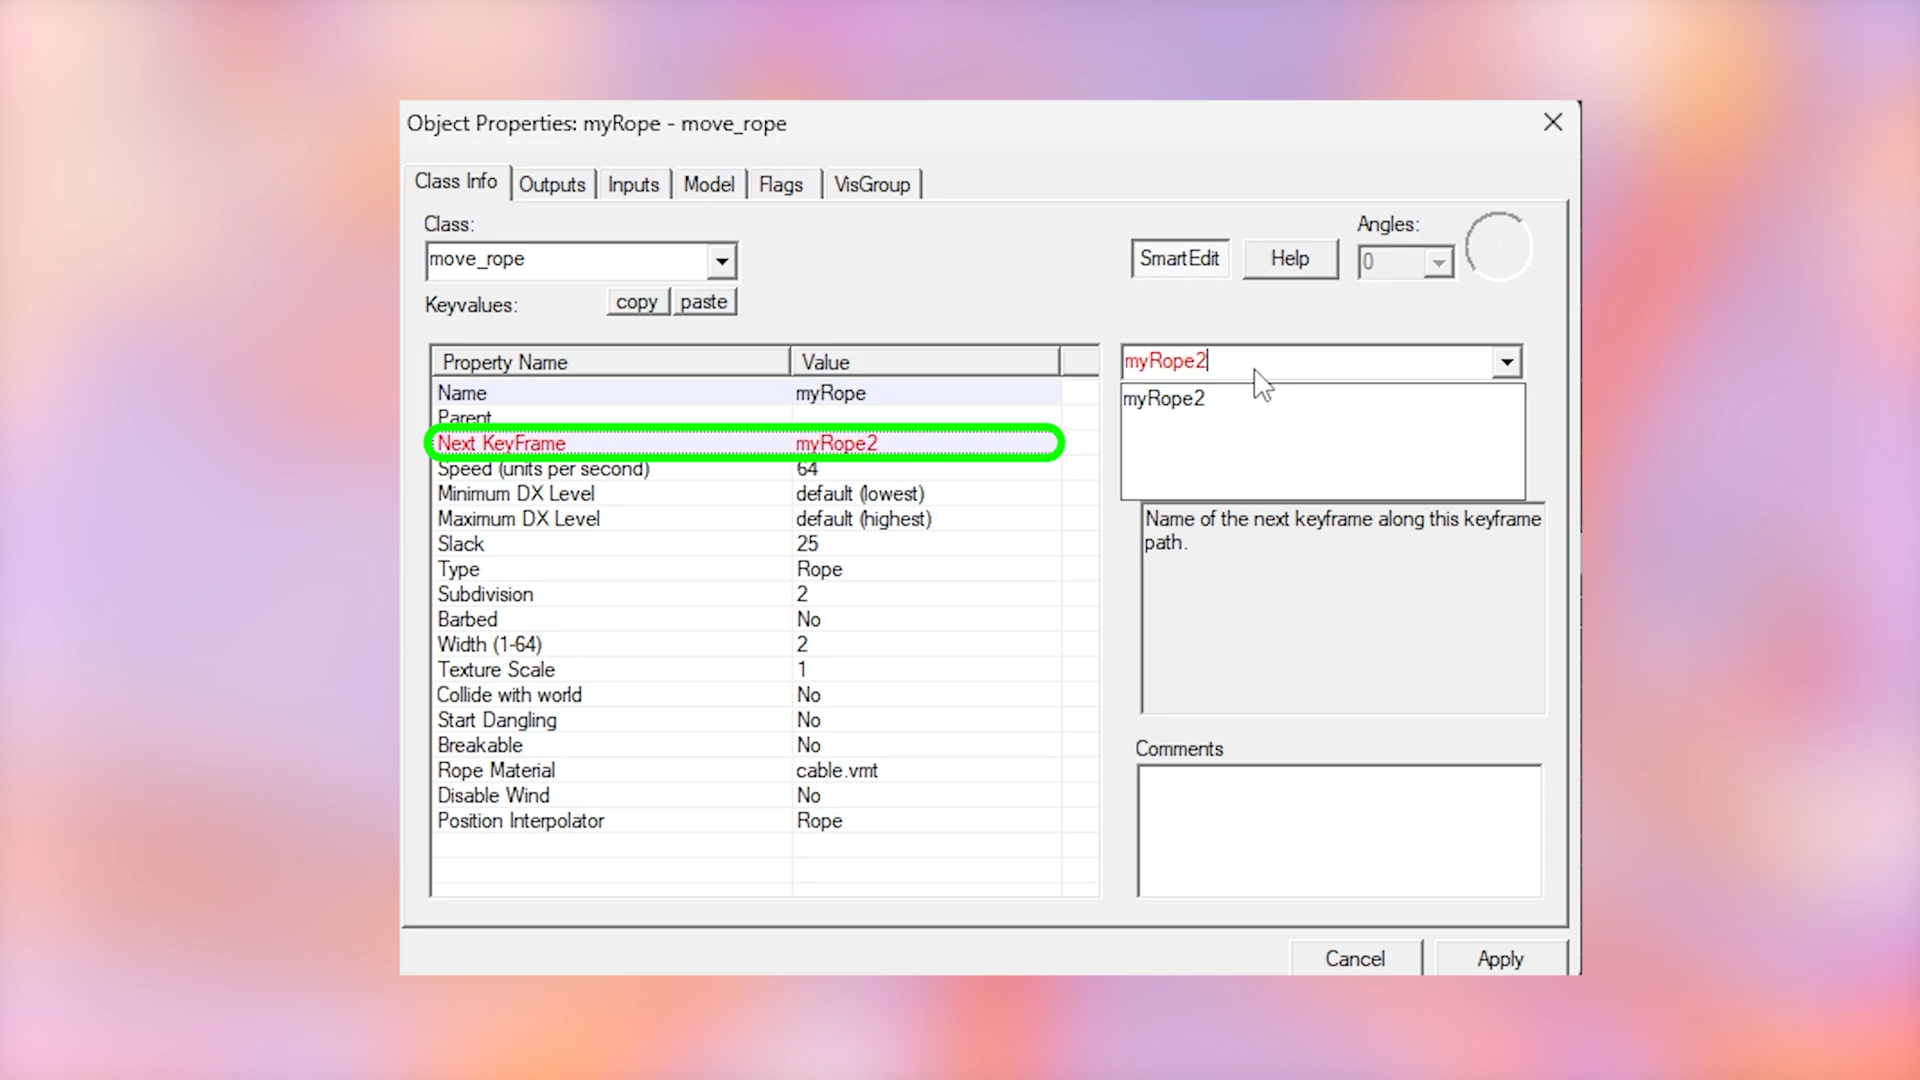 Object Properties: myRope - move_rope
Class Info Outputs Inputs Model Flags VisGroup
Class:
move_rope
SmartEdit Help
Angles:
0
Keyvalues: copy paste
Property Name Value
Name myRope
Parent
Next KeyFrame myRope2
Speed (units per second) 64
Minimum DX Level default (lowest)
Maximum DX Level default (highest)
Slack 25
Type Rope
Subdivision 2
Barbed No
Width (1-64) 2
Texture Scale 1
Collide with world No
Start Dangling No
Breakable No
Rope Material cable.vmt
Disable Wind No
Position Interpolator Rope
myRope2
myRope2
Name of the next keyframe along this keyframe
path.
Comments
Cancel Apply